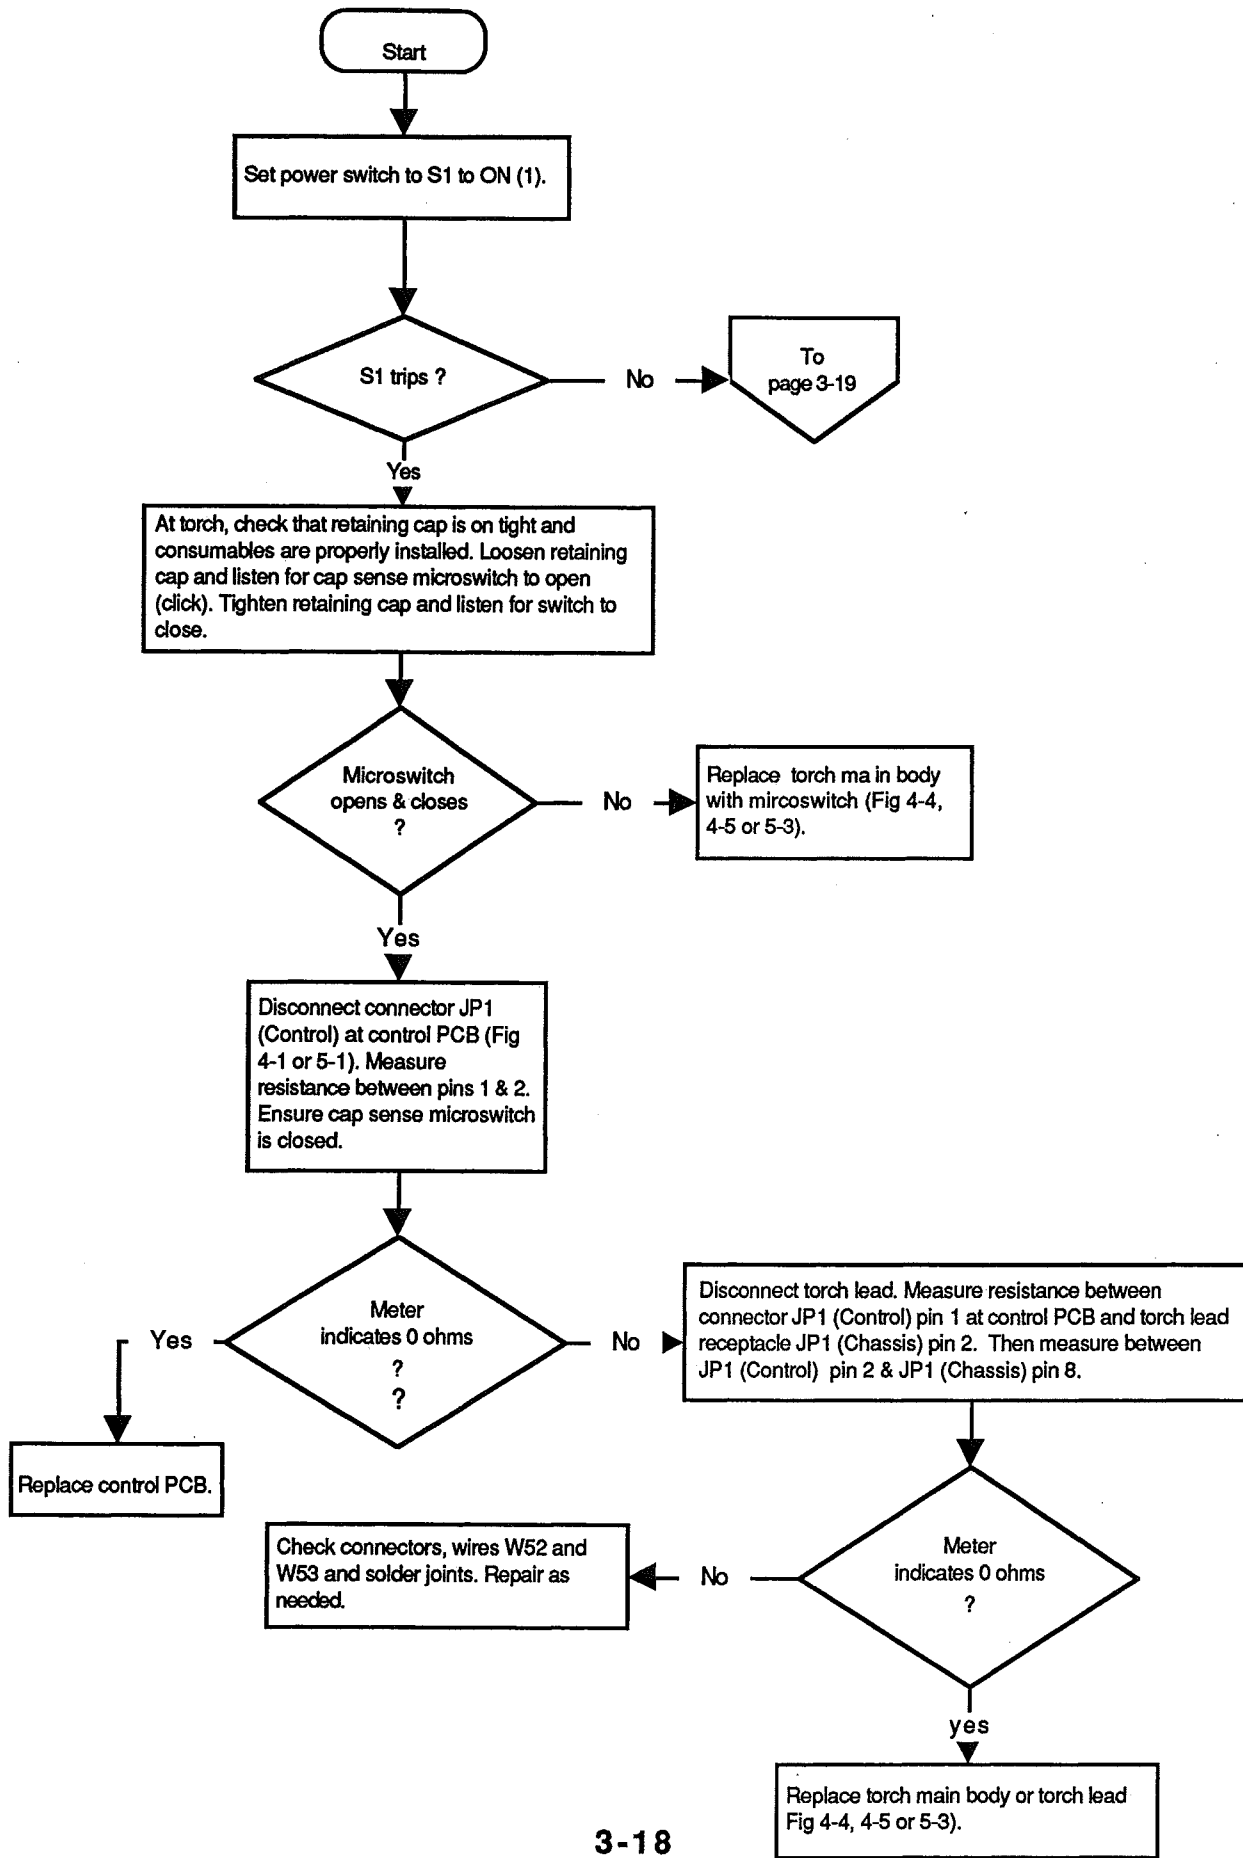 Start
Set power switch to S1 to ON (1).
S1 trips ?
No
To
page 3-19
Yes
At torch, check that retaining cap is on tight and
consumables are properly installed. Loosen retaining
cap and listen for cap sense microswitch to open
(click). Tighten retaining cap and listen for switch to
close.
Microswitch
opens & closes
?
No
Replace torch ma in body
with mircoswitch (Fig 4-4,
4-5 or 5-3).
Yes
Disconnect connector JP1
(Control) at control PCB (Fig
4-1 or 5-1). Measure
resistance between pins 1 & 2.
Ensure cap sense microswitch
is closed.
Meter
indicates 0 ohms
?
?
Yes
No
Replace control PCB.
Disconnect torch lead. Measure resistance between
connector JP1 (Control) pin 1 at control PCB and torch lead
receptacle JP1 (Chassis) pin 2. Then measure between
JP1 (Control) pin 2 & JP1 (Chassis) pin 8.
Meter
indicates 0 ohms
?
No
Check connectors, wires W52 and
W53 and solder joints. Repair as
needed.
yes
Replace torch main body or torch lead
Fig 4-4, 4-5 or 5-3).
3-18